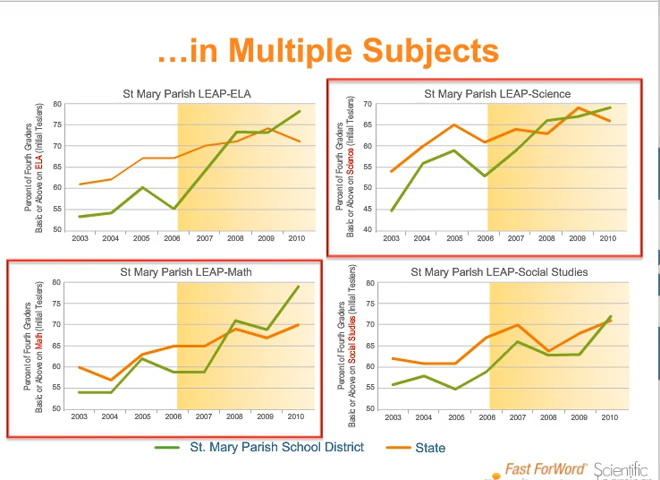 ...in Multiple Subjects
St Mary Parish LEAP-ELA
Percent of Fourth Graders
Basic or Above on ELA (Initial Testers)
80
75
70
65
60
55
50
2003 2004 2005 2006 2007 2008 2009 2010
St Mary Parish LEAP-Science
Percent of Fourth Graders
Basic or Above on Science (Initial Testers)
70
65
60
55
50
45
40
2003 2004 2005 2006 2007 2008 2009 2010
St Mary Parish LEAP-Math
Percent of Fourth Graders
Basic or Above on Math (Initial Testers)
80
75
70
65
60
55
50
2003 2004 2005 2006 2007 2008 2009 2010
St Mary Parish LEAP-Social Studies
Percent of Fourth Graders
Basic or Above on Social Studies (Initial Testers)
80
75
70
65
60
55
50
2003 2004 2005 2006 2007 2008 2009 2010
St. Mary Parish School District
State
Fast ForWord
Scientific